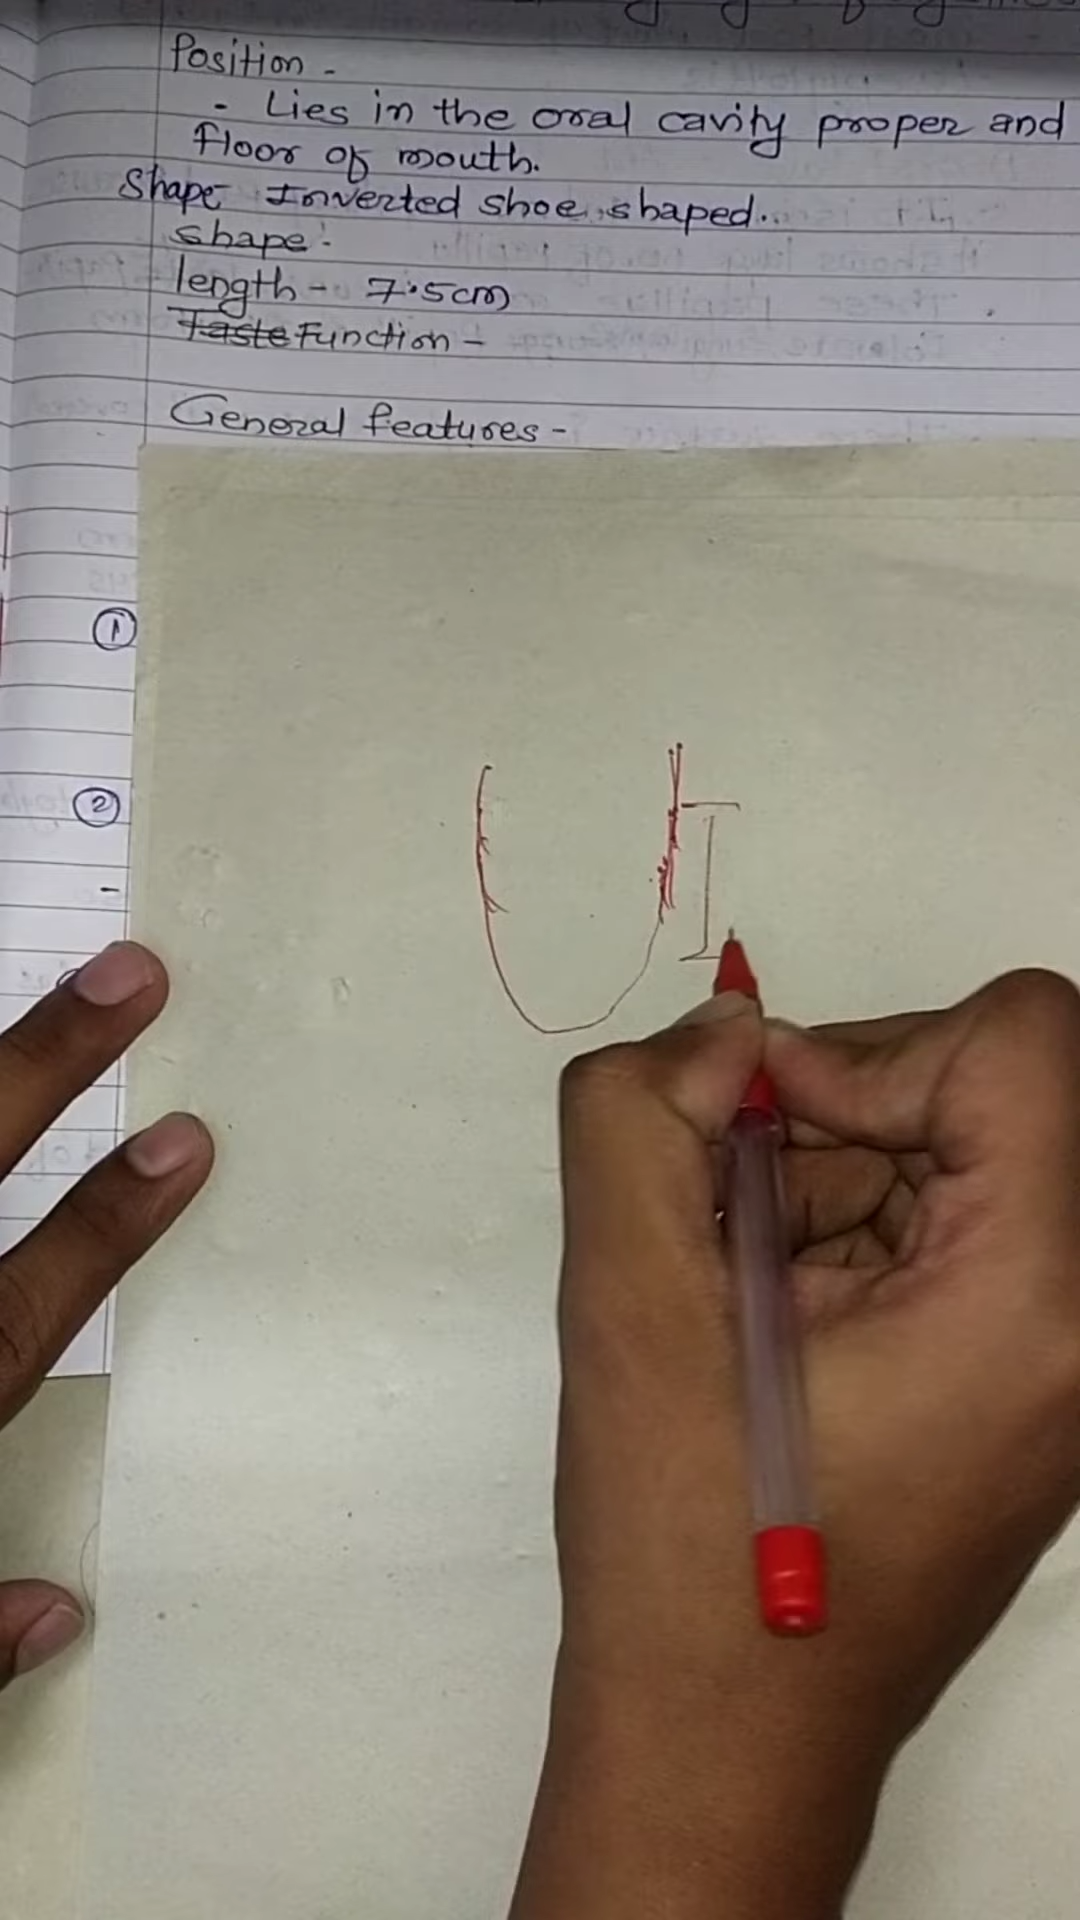 Position -
- Lies in the oral cavity proper and
floor of mouth.
Shape Inverted shoe shaped.
Shape :
length - 7.5cm
Taste Function -
General features -
1
2
-